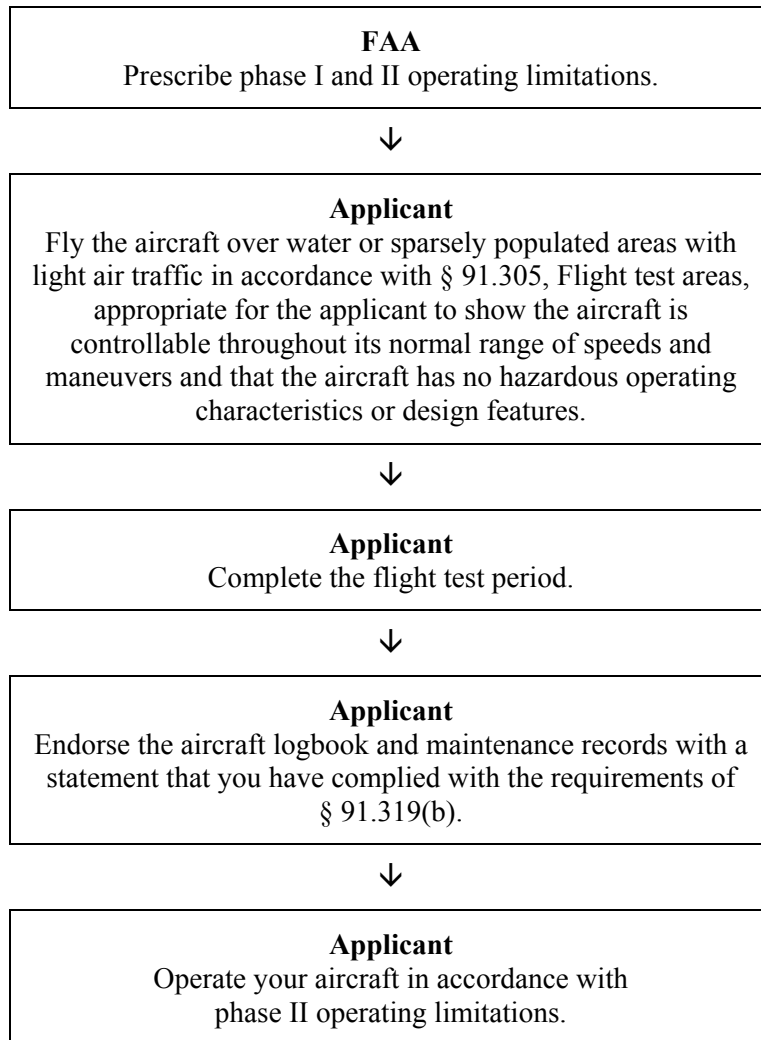 FAA
Prescribe phase I and II operating limitations.
↓
Applicant
Fly the aircraft over water or sparsely populated areas with
light air traffic in accordance with § 91.305, Flight test areas,
appropriate for the applicant to show the aircraft is
controllable throughout its normal range of speeds and
maneuvers and that the aircraft has no hazardous operating
characteristics or design features.
↓
Applicant
Complete the flight test period.
↓
Applicant
Endorse the aircraft logbook and maintenance records with a
statement that you have complied with the requirements of
§ 91.319(b).
↓
Applicant
Operate your aircraft in accordance with
phase II operating limitations.